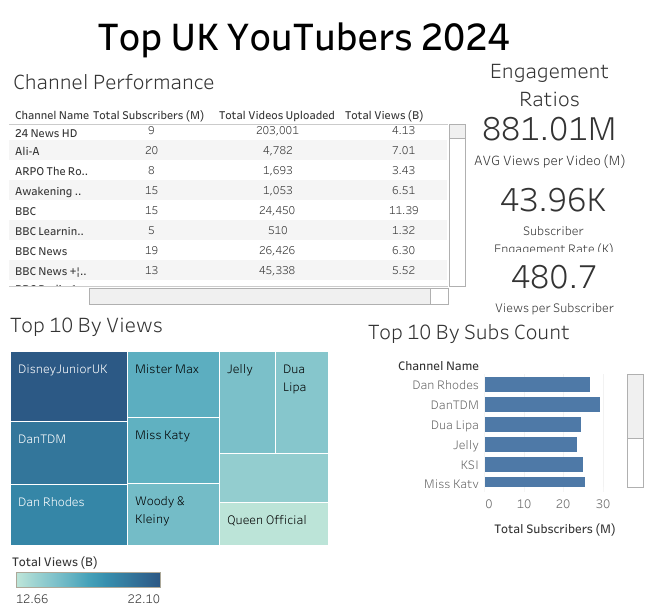 Top UK YouTubers 2024
Channel Performance
Channel Name Total Subscribers (M) Total Videos Uploaded Total Views (B)
24 News HD 9 203,001 4.13
Ali-A 20 4,782 7.01
ARPO The Ro.. 8 1,693 3.43
Awakening .. 15 1,053 6.51
BBC 15 24,450 11.39
BBC Learnin.. 5 510 1.32
BBC News 19 26,426 6.30
BBC News +¦.. 13 45,338 5.52
Engagement
Ratios
881.01M
AVG Views per Video (M)
43.96K
Subscriber
Engagement Rate (K)
480.7
Views per Subscriber
Top 10 By Views
DisneyJuniorUK
DanTDM
Dan Rhodes
Mister Max
Miss Katy
Woody &
Kleiny
Jelly
Dua
Lipa
Queen Official
Total Views (B)
12.66 22.10
Top 10 By Subs Count
Channel Name
Dan Rhodes
DanTDM
Dua Lipa
Jelly
KSI
Miss Katy
0 10 20 30
Total Subscribers (M)